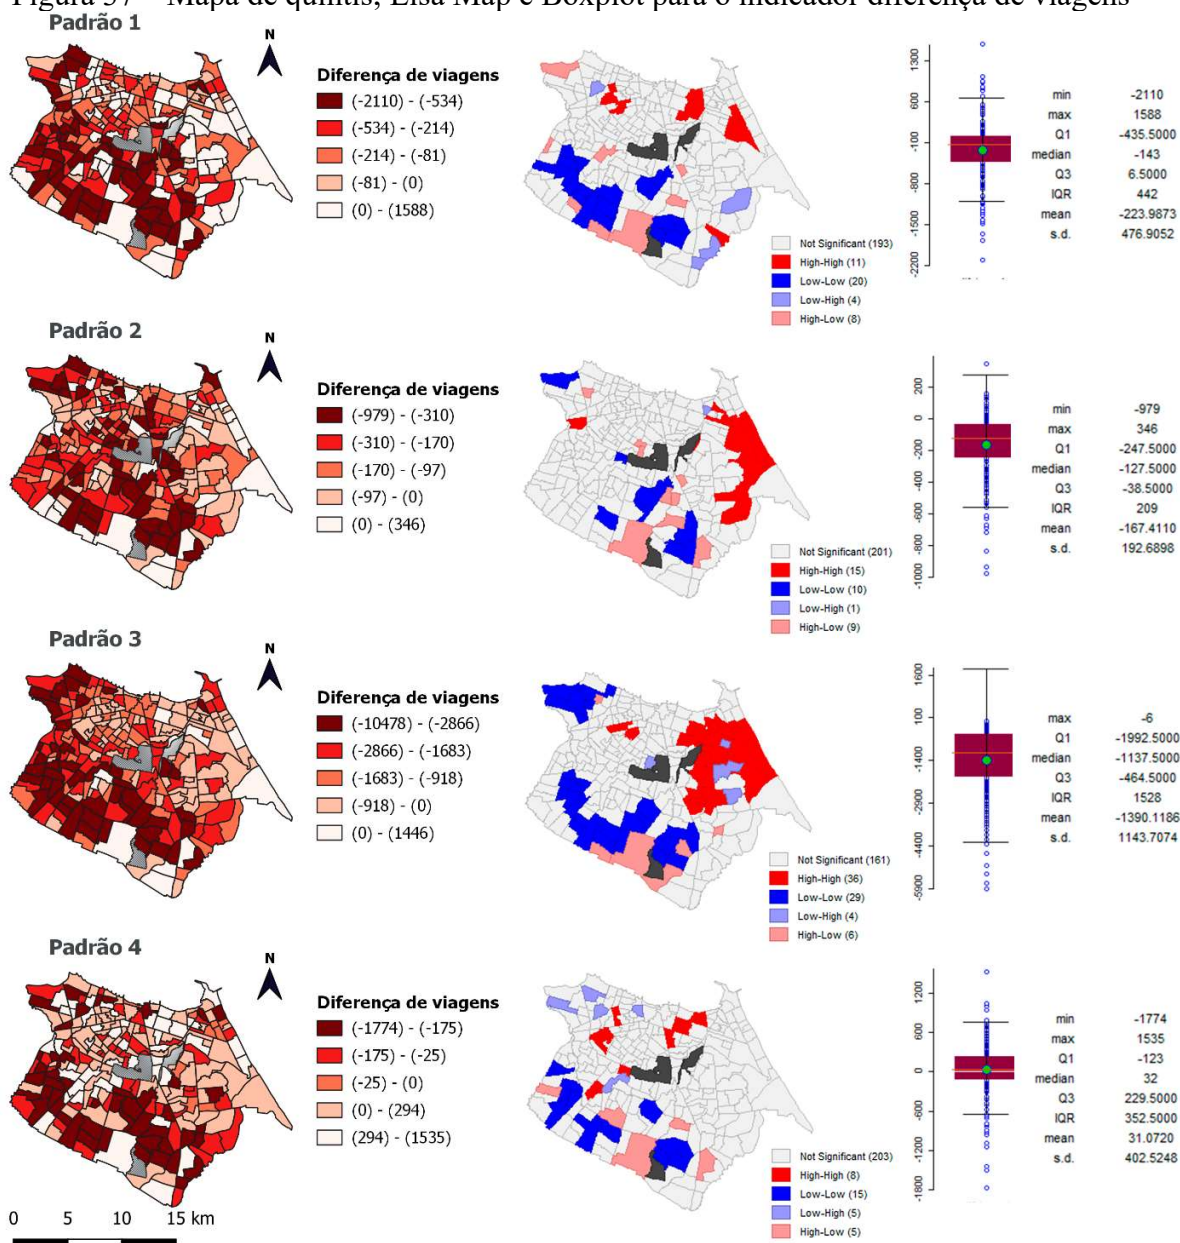 Figura 37 – Mapa de quintis, Lisa Map e Boxplot para o indicador diferença de viagens
Padrão 1
N
Diferença de viagens
(-2110) - (-534)
(-534) - (-214)
(-214) - (-81)
(-81) - (0)
(0) - (1588)
Not Significant (193)
High-High (11)
Low-Low (20)
Low-High (4)
High-Low (8)
1300
600
-100
-800
-1500
-2200
min -2110
max 1588
Q1 -435.5000
median -143
Q3 6.5000
IQR 442
mean -223.9873
s.d. 476.9052
Padrão 2
N
Diferença de viagens
(-979) - (-310)
(-310) - (-170)
(-170) - (-97)
(-97) - (0)
(0) - (346)
Not Significant (201)
High-High (15)
Low-Low (10)
Low-High (1)
High-Low (9)
200
0
-200
-400
-600
-800
-1000
min -979
max 346
Q1 -247.5000
median -127.5000
Q3 -38.5000
IQR 209
mean -167.4110
s.d. 192.6898
Padrão 3
N
Diferença de viagens
(-10478) - (-2866)
(-2866) - (-1683)
(-1683) - (-918)
(-918) - (0)
(0) - (1446)
Not Significant (161)
High-High (36)
Low-Low (29)
Low-High (4)
High-Low (6)
1600
100
-1400
-2900
-4400
-5900
max -6
Q1 -1992.5000
median -1137.5000
Q3 -464.5000
IQR 1528
mean -1390.1186
s.d. 1143.7074
Padrão 4
N
Diferença de viagens
(-1774) - (-175)
(-175) - (-25)
(-25) - (0)
(0) - (294)
(294) - (1535)
Not Significant (203)
High-High (8)
Low-Low (15)
Low-High (5)
High-Low (5)
1200
600
0
-600
-1200
-1800
min -1774
max 1535
Q1 -123
median 32
Q3 229.5000
IQR 352.5000
mean 31.0720
s.d. 402.5248
0 5 10 15 km